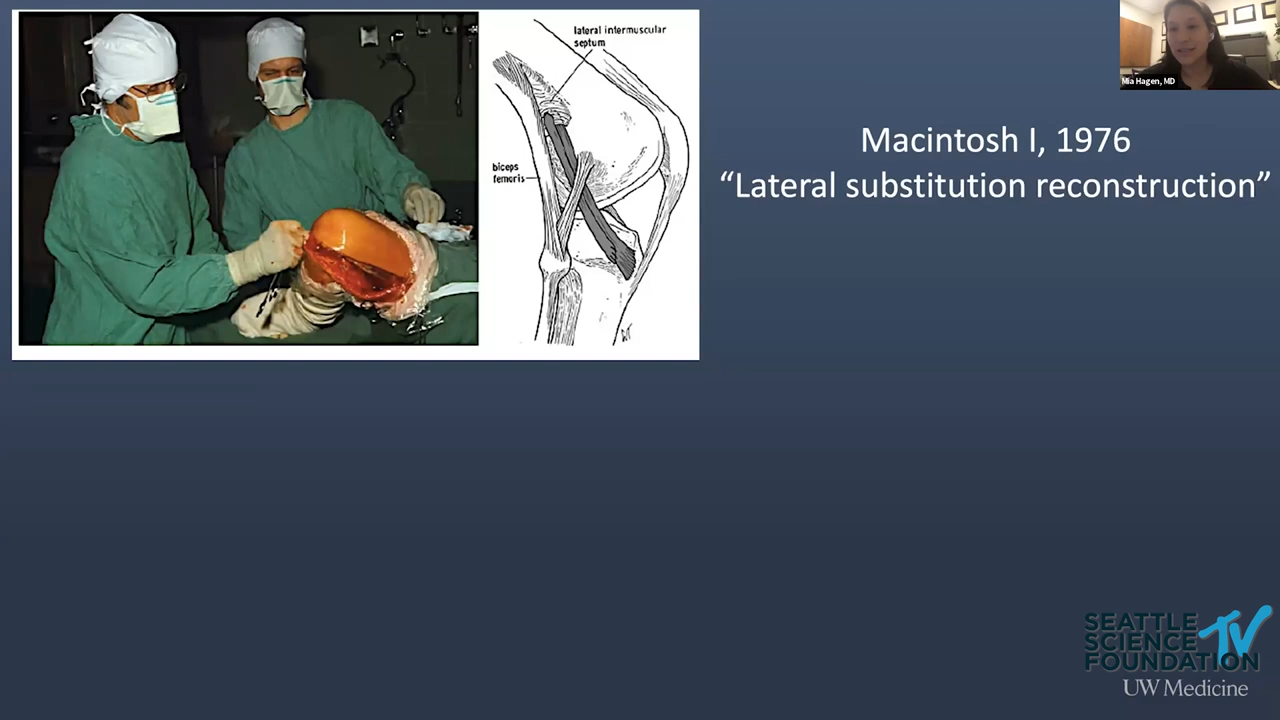 lateral intermuscular
septum
biceps
femoris
Mia Hagen, MD
Macintosh I, 1976
“Lateral substitution reconstruction”
SEATTLE
SCIENCE TV
FOUNDATION
UW Medicine